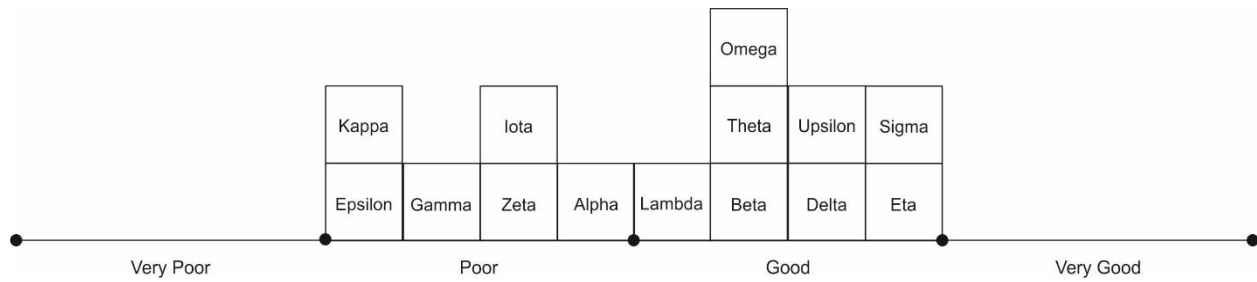 Omega
Kappa Iota Theta Upsilon Sigma
Epsilon Gamma Zeta Alpha Lambda Beta Delta Eta
Very Poor Poor Good Very Good